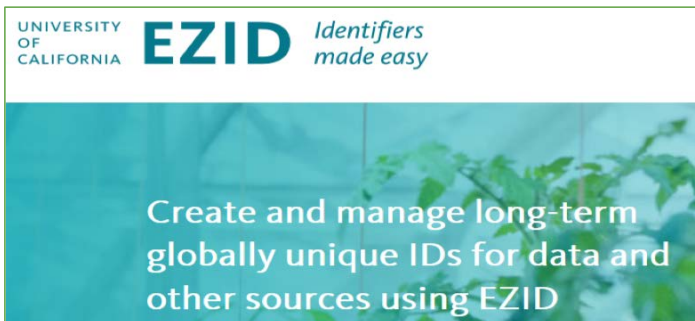 UNIVERSITY
OF
CALIFORNIA
EZID
Identifiers
made easy
Create and manage long-term
globally unique IDs for data and
other sources using EZID